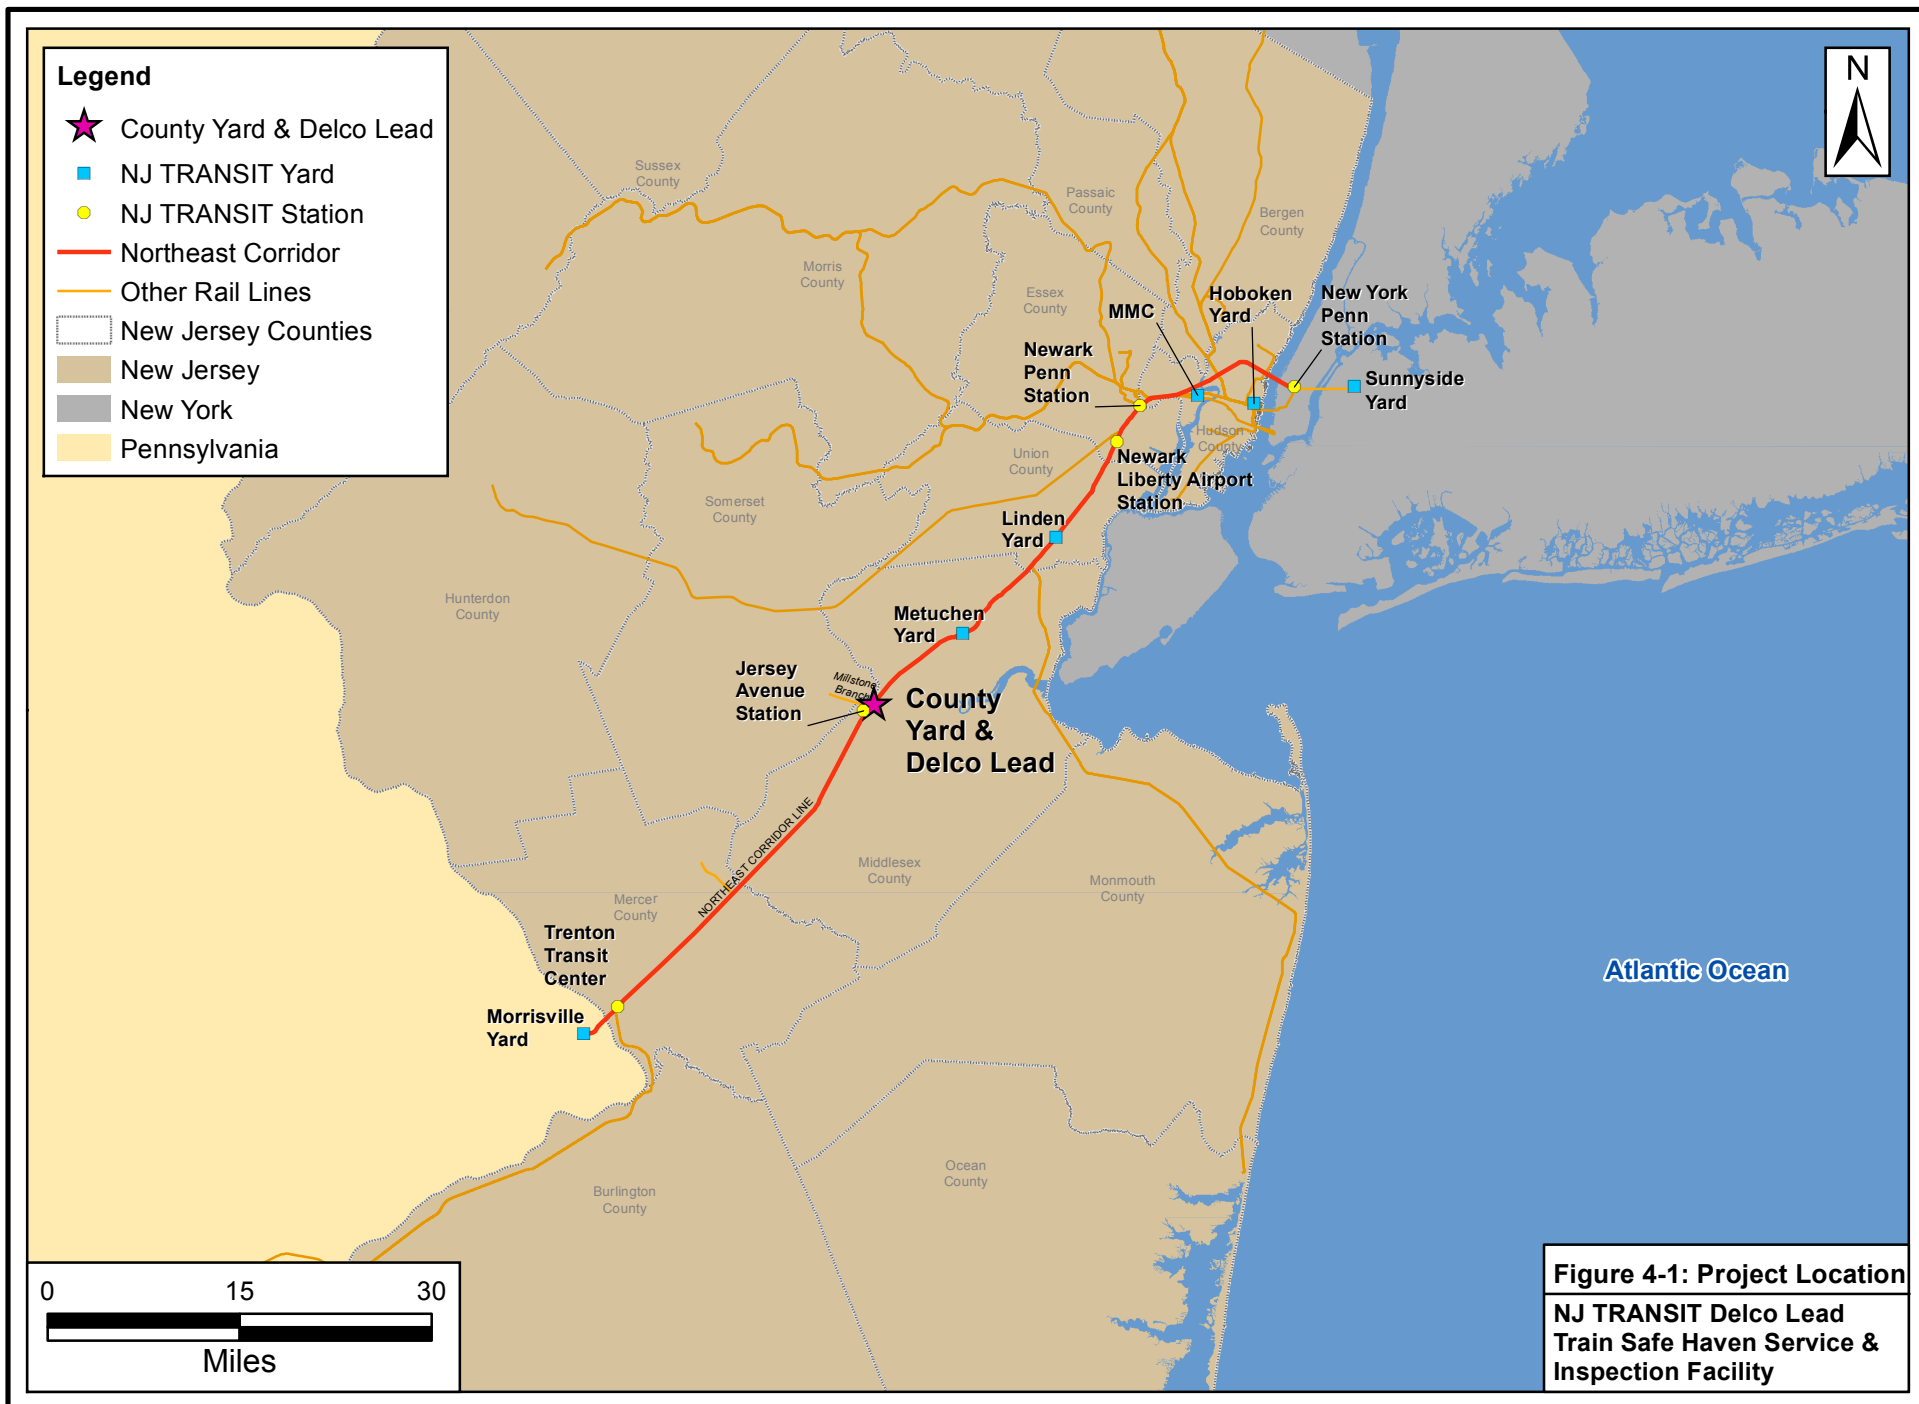 Legend
County Yard & Delco Lead
NJ TRANSIT Yard
NJ TRANSIT Station
Northeast Corridor
Other Rail Lines
New Jersey Counties
New Jersey
New York
Pennsylvania
N
Sussex
County
Passaic
County
Bergen
County
Morris
County
Essex
County
MMC
Hoboken
Yard
New York
Penn
Station
Newark
Penn
Station
Sunnyside
Yard
Hudson
County
Union
County
Newark
Liberty Airport
Station
Somerset
County
Linden
Yard
Hunterdon
County
Metuchen
Yard
Jersey
Avenue
Station
Millstone
Branch
County
Yard &
Delco Lead
NORTHEAST CORRIDOR LINE
Middlesex
County
Monmouth
County
Mercer
County
Trenton
Transit
Center
Morrisville
Yard
Atlantic Ocean
Ocean
County
Burlington
County
0 15 30
Miles
Figure 4-1: Project Location
NJ TRANSIT Delco Lead
Train Safe Haven Service &
Inspection Facility